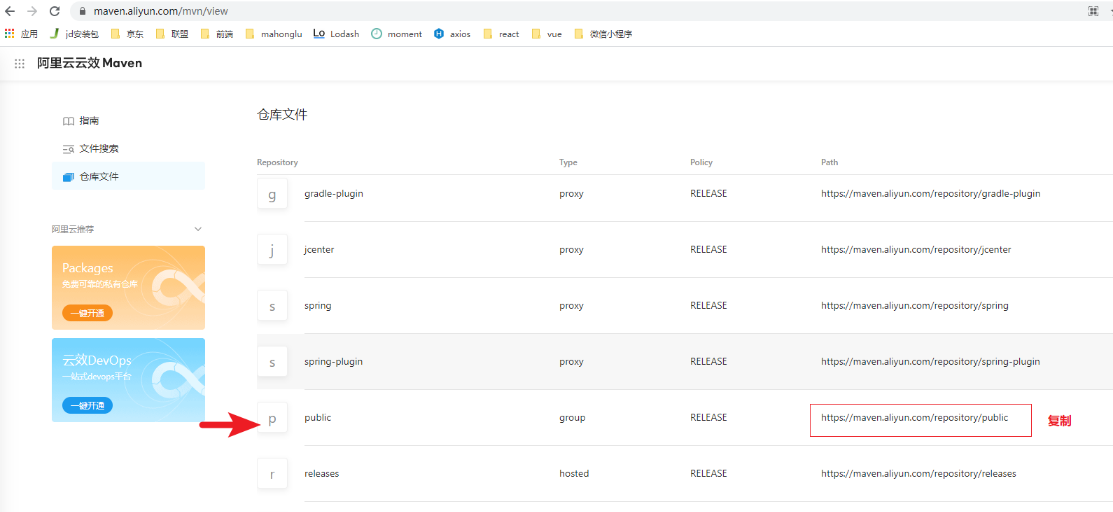 maven.aliyun.com/mvn/view
应用 jd安装包 京东 联盟 前端 mahonglu Lodash moment axios react vue 微信小程序
阿里云云效 Maven
指南
文件搜索
仓库文件
阿里云推荐
Packages
免费可靠的私有仓库
一键开通
云效DevOps
一站式devops平台
一键开通
仓库文件
Repository Type Policy Path
g gradle-plugin proxy RELEASE https://maven.aliyun.com/repository/gradle-plugin
j jcenter proxy RELEASE https://maven.aliyun.com/repository/jcenter
s spring proxy RELEASE https://maven.aliyun.com/repository/spring
s spring-plugin proxy RELEASE https://maven.aliyun.com/repository/spring-plugin
p public group RELEASE https://maven.aliyun.com/repository/public 复制
r releases hosted RELEASE https://maven.aliyun.com/repository/releases